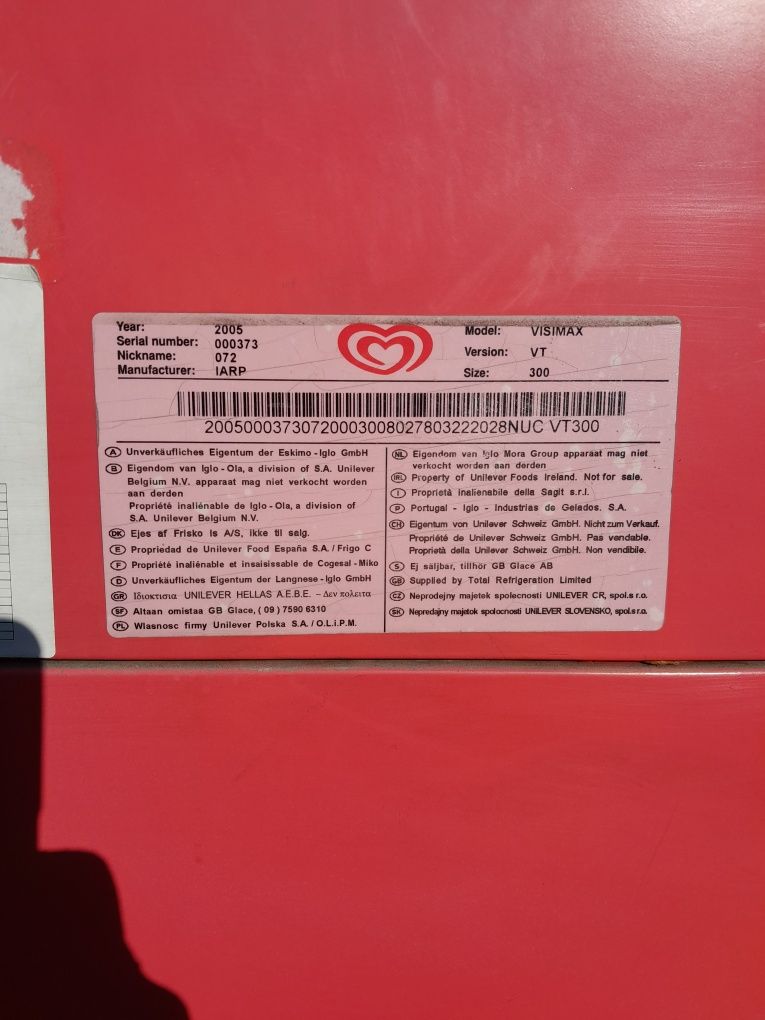 Year: 2005
Serial number: 000373
Nickname: 072
Manufacturer: IARP
Model: VISIMAX
Version: VT
Size: 300
20050003730720003008027803222028NUC VT300
A Unverkäufliches Eigentum der Eskimo - Iglo GmbH
B Eigendom van Iglo - Ola, a division of S.A. Unilever
Belgium N.V. apparaat mag niet verkocht worden
aan derden
Propriété inaliénable de Iglo - Ola, a division of
S.A. Unilever Belgium N.V.
DK Ejes af Frisko Is A/S, ikke til salg.
E Propriedad de Unilever Food España S.A. / Frigo C
F Propriété inaliénable et insaisissable de Cogesal - Miko
D Unverkäufliches Eigentum der Langnese - Iglo GmbH
GR Ιδιοκτισια UNILEVER HELLAS A.E.B.E. – Δεν πολειτα
SF Altaan omistaa GB Glace, ( 09 ) 7590 6310
PL Wlasnosc firmy Unilever Polska S.A. / O.L.i P.M.
NL Eigendom van Iglo Mora Group apparaat mag niet
verkocht worden aan derden
IRL Property of Unilever Foods Ireland. Not for sale.
I Proprietà inalienabile della Sagit s.r.l.
P Portugal - Iglo - Industrias de Gelados. S.A.
CH Eigentum von Unilever Schweiz GmbH. Nicht zum Verkauf.
Propriété de Unilever Schweiz GmbH. Pas vendable.
Proprietà della Unilever Schweiz GmbH. Non vendibile.
S Ej säljbar, tillhör GB Glacé AB
GB Supplied by Total Refrigeration Limited
CZ Neprodejny majetek spolecnosti UNILEVER CR, spol.s r.o.
SK Nepredajny majetok spolocnosti UNILEVER SLOVENSKO, spol.s r.o.